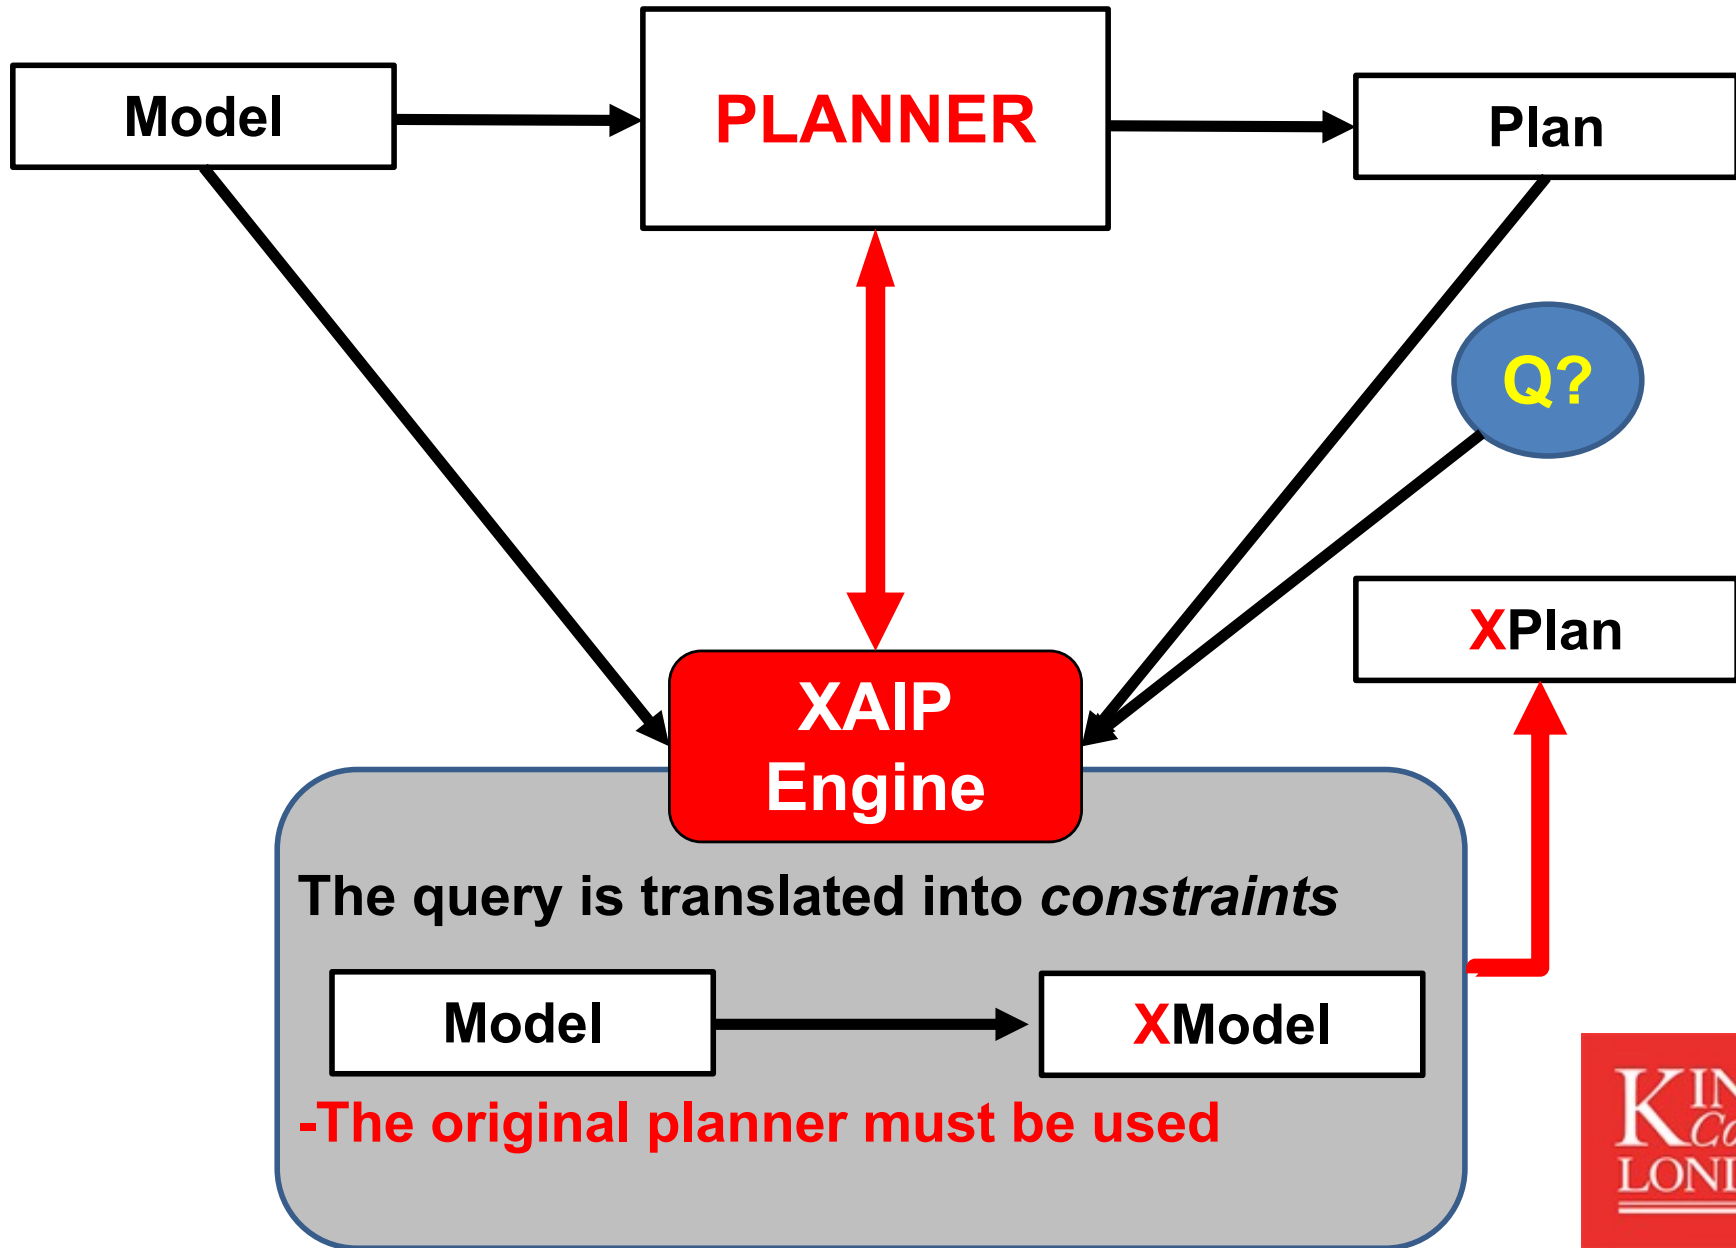 Model
PLANNER
Plan
Q?
XPlan
XAIP
Engine
The query is translated into constraints
Model
XModel
-The original planner must be used